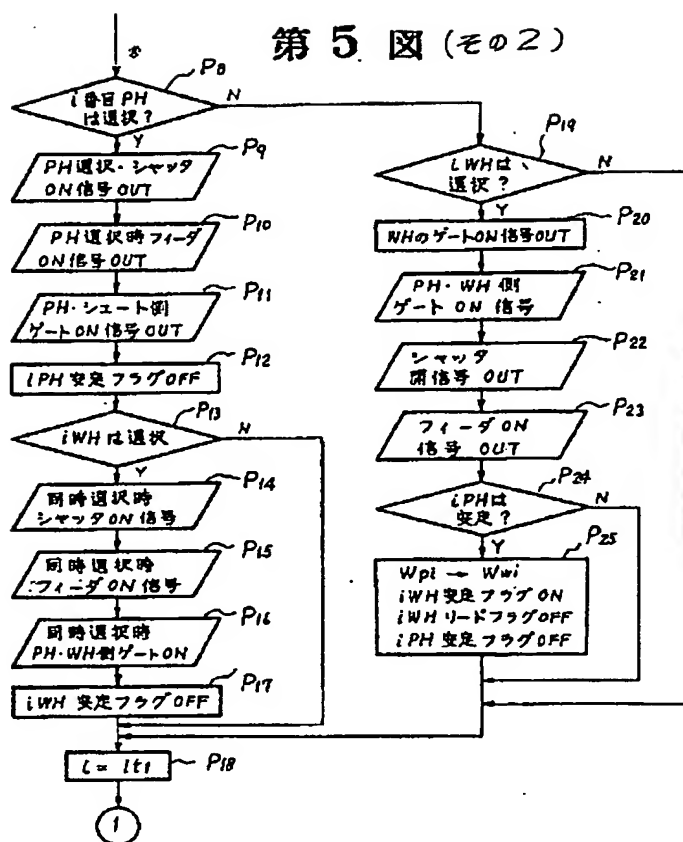 第5図(その2)
P8
i番目PH
は選択?
N
Y
P9
PH選択・シャッタ
ON信号OUT
P10
PH選択時フィーダ
ON信号OUT
P11
PH・シュート側
ゲートON信号OUT
P12
iPH安定フラグOFF
P13
iWHは選択
N
Y
P14
同時選択時
シャッタON信号
P15
同時選択時
フィーダON信号
P16
同時選択時
PH・WH側ゲートON
P17
iWH安定フラグOFF
P18
i=i+1
1
P19
iWHは、
選択?
N
Y
P20
WHのゲートON信号OUT
P21
PH・WH側
ゲートON信号
P22
シャッタ
開信号OUT
P23
フィーダON
信号OUT
P24
iPHは
安定?
N
Y
P25
Wpi→Wwi
iWH安定フラグON
iWHリードフラグOFF
iPH安定フラグOFF